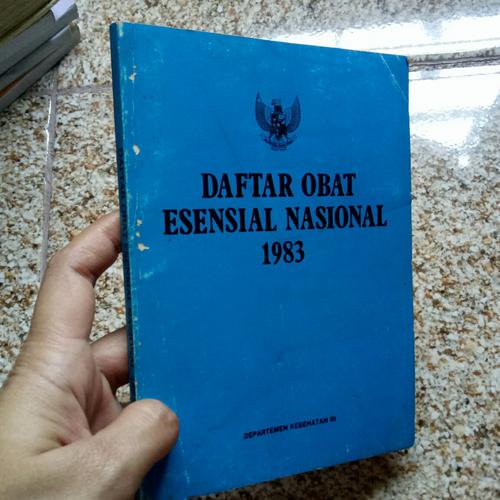 DAFTAR OBAT
ESENSIAL NASIONAL
1983
DEPARTEMEN KESEHATAN RI